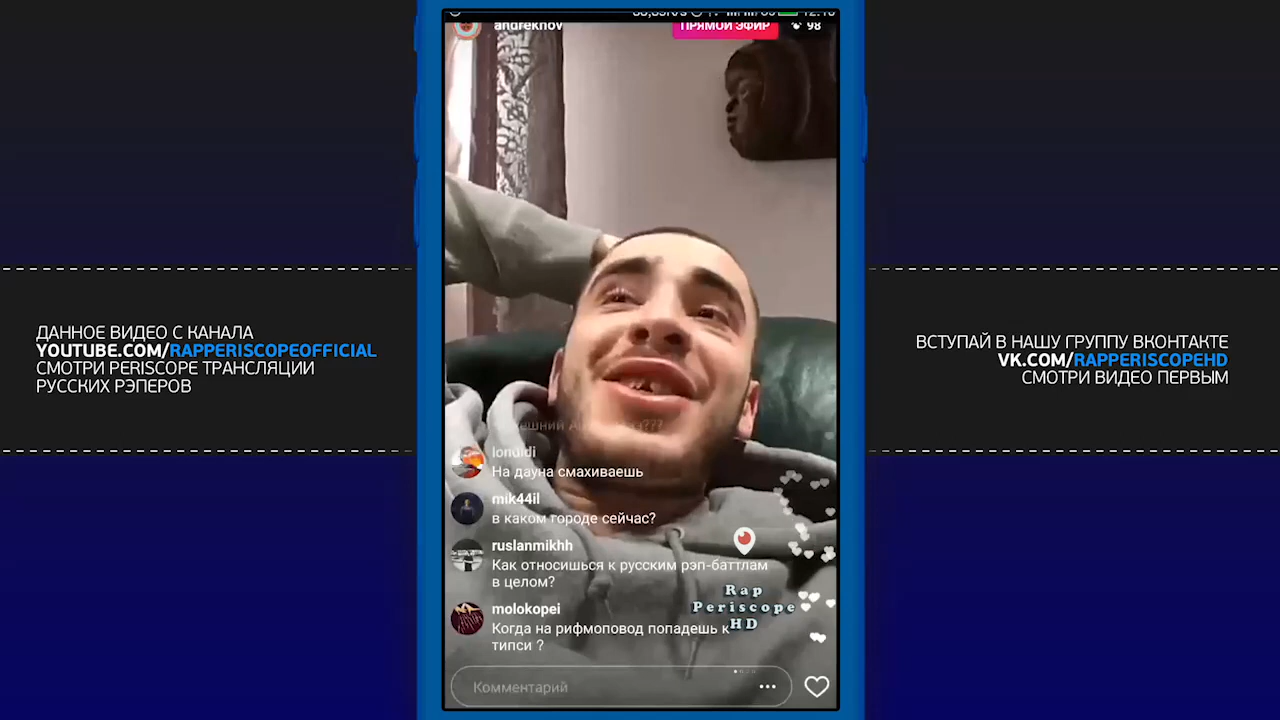 andreknov
ПРЯМОЙ ЭФИР
98
ДАННОЕ ВИДЕО С КАНАЛА
YOUTUBE.COM/RAPPERISCOPEOFFICIAL
СМОТРИ PERISCOPE ТРАНСЛЯЦИИ
РУССКИХ РЭПЕРОВ
ВСТУПАЙ В НАШУ ГРУППУ ВКОНТАКТЕ
VK.COM/RAPPERISCOPEHD
СМОТРИ ВИДЕО ПЕРВЫМ
londidi
На дауна смахиваешь
mik44il
в каком городе сейчас?
ruslanmikhh
Как относишься к русским рэп-баттлам
в целом?
molokopei
Когда на рифмоповод попадешь к
типси ?
Rap
Periscope
HD
Комментарий